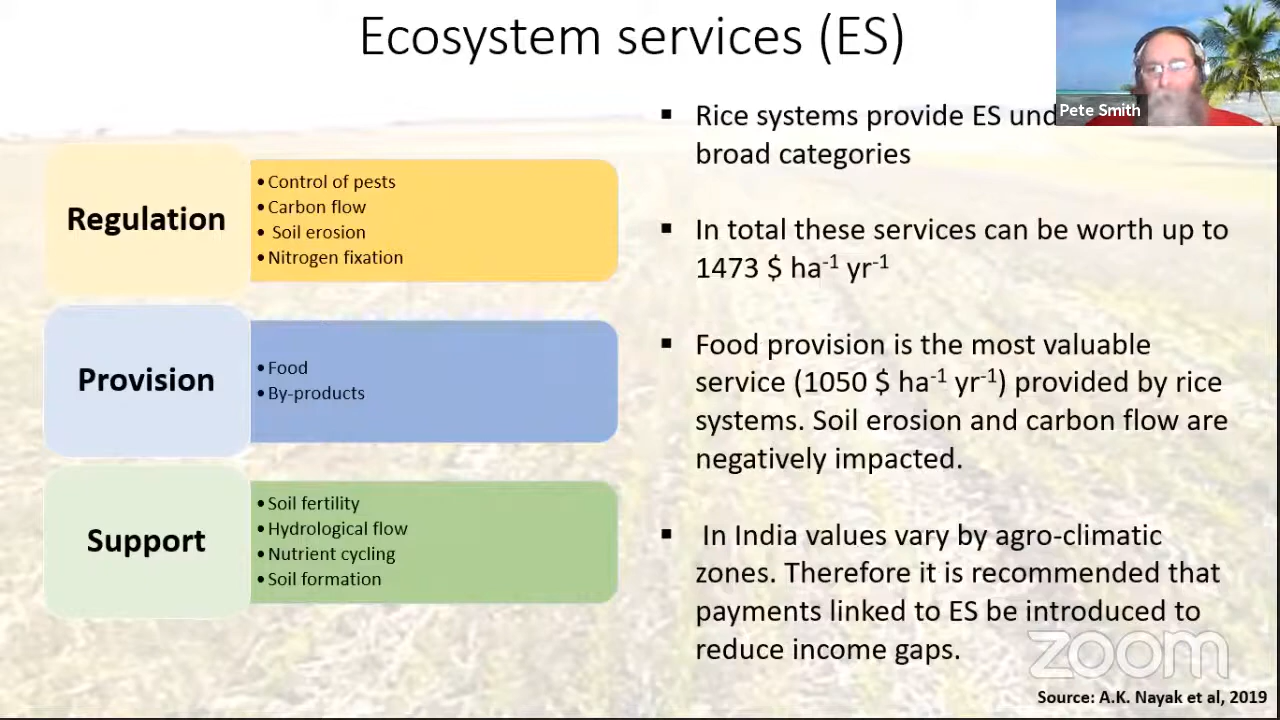 Ecosystem services (ES)
Pete Smith
Regulation
• Control of pests
• Carbon flow
• Soil erosion
• Nitrogen fixation
Provision
• Food
• By-products
Support
• Soil fertility
• Hydrological flow
• Nutrient cycling
• Soil formation
▪ Rice systems provide ES und
broad categories
▪ In total these services can be worth up to
1473 $ ha⁻¹ yr⁻¹
▪ Food provision is the most valuable
service (1050 $ ha⁻¹ yr⁻¹) provided by rice
systems. Soil erosion and carbon flow are
negatively impacted.
▪ In India values vary by agro-climatic
zones. Therefore it is recommended that
payments linked to ES be introduced to
reduce income gaps.
zoom
Source: A.K. Nayak et al, 2019